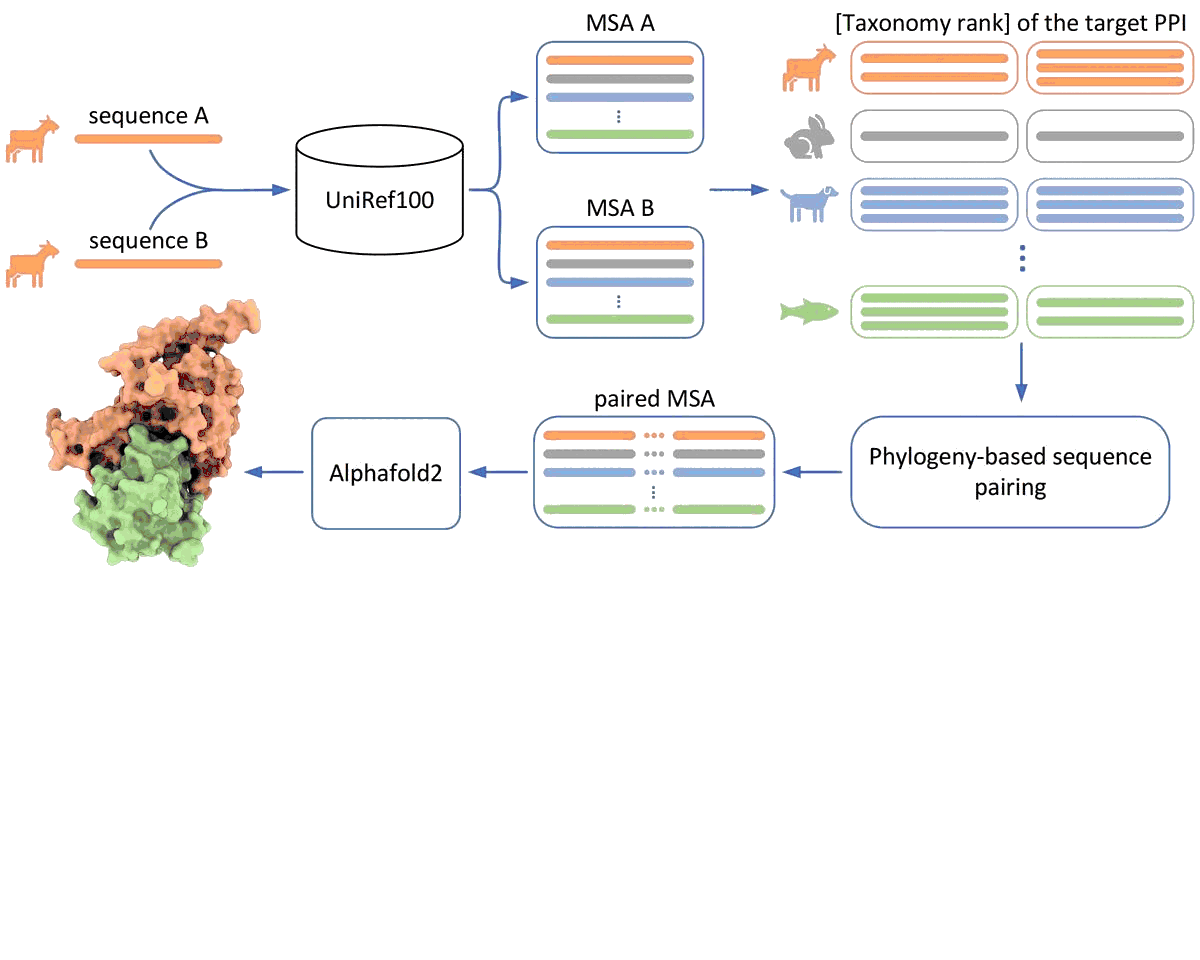 MSA A
[Taxonomy rank] of the target PPI
sequence A
UniRef100
MSA B
sequence B
paired MSA
Alphafold2
Phylogeny-based sequence
pairing